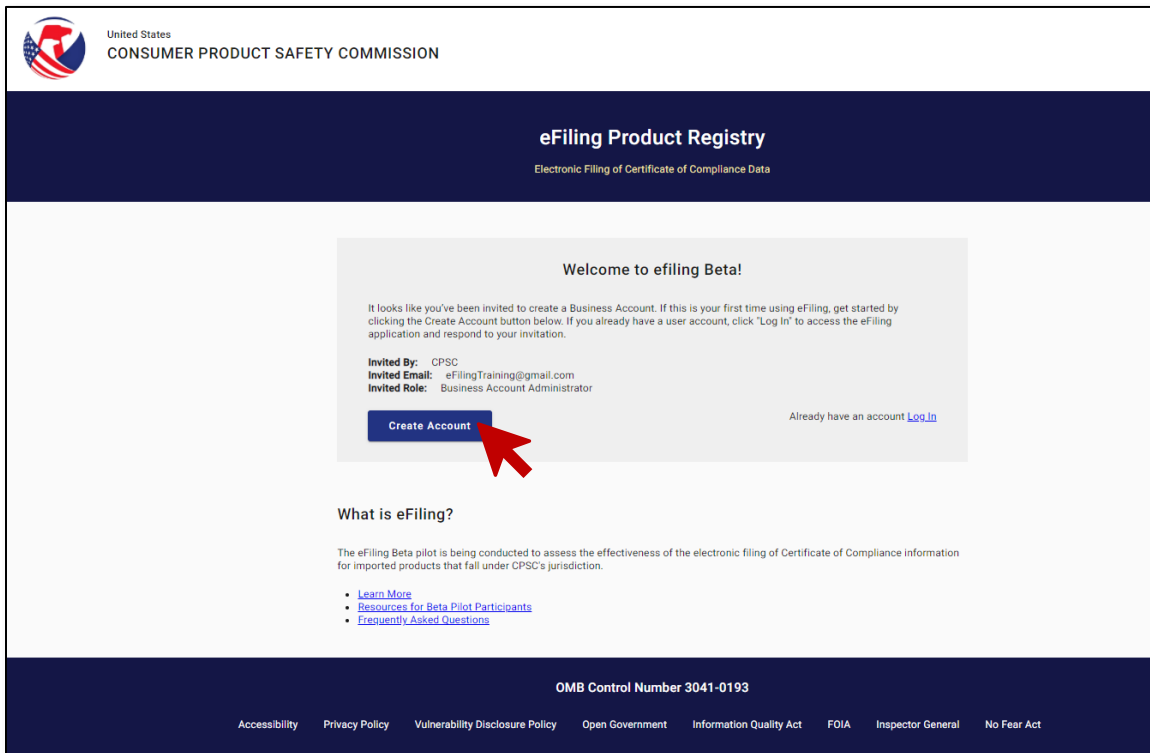 United States
CONSUMER PRODUCT SAFETY COMMISSION
eFiling Product Registry
Electronic Filing of Certificate of Compliance Data
Welcome to efiling Beta!
It looks like you've been invited to create a Business Account. If this is your first time using eFiling, get started by
clicking the Create Account button below. If you already have a user account, click "Log In" to access the eFiling
application and respond to your invitation.
Invited By: CPSC
Invited Email: eFilingTraining@gmail.com
Invited Role: Business Account Administrator
Create Account
Already have an account Log In
What is eFiling?
The eFiling Beta pilot is being conducted to assess the effectiveness of the electronic filing of Certificate of Compliance information
for imported products that fall under CPSC's jurisdiction.
• Learn More
• Resources for Beta Pilot Participants
• Frequently Asked Questions
OMB Control Number 3041-0193
Accessibility Privacy Policy Vulnerability Disclosure Policy Open Government Information Quality Act FOIA Inspector General No Fear Act